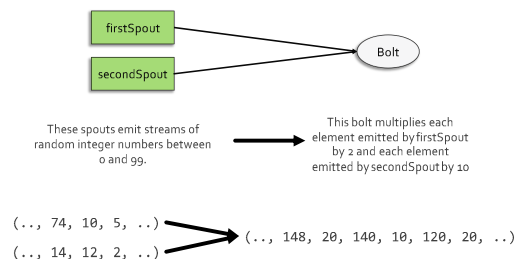 firstSpout
Bolt
secondSpout
These spouts emit streams of
random integer numbers between
0 and 99.
This bolt multiplies each
element emitted by firstSpout
by 2 and each element
emitted by secondSpout by 10
(.., 74, 10, 5, ..)
(.., 148, 20, 140, 10, 120, 20, ..)
(.., 14, 12, 2, ..)